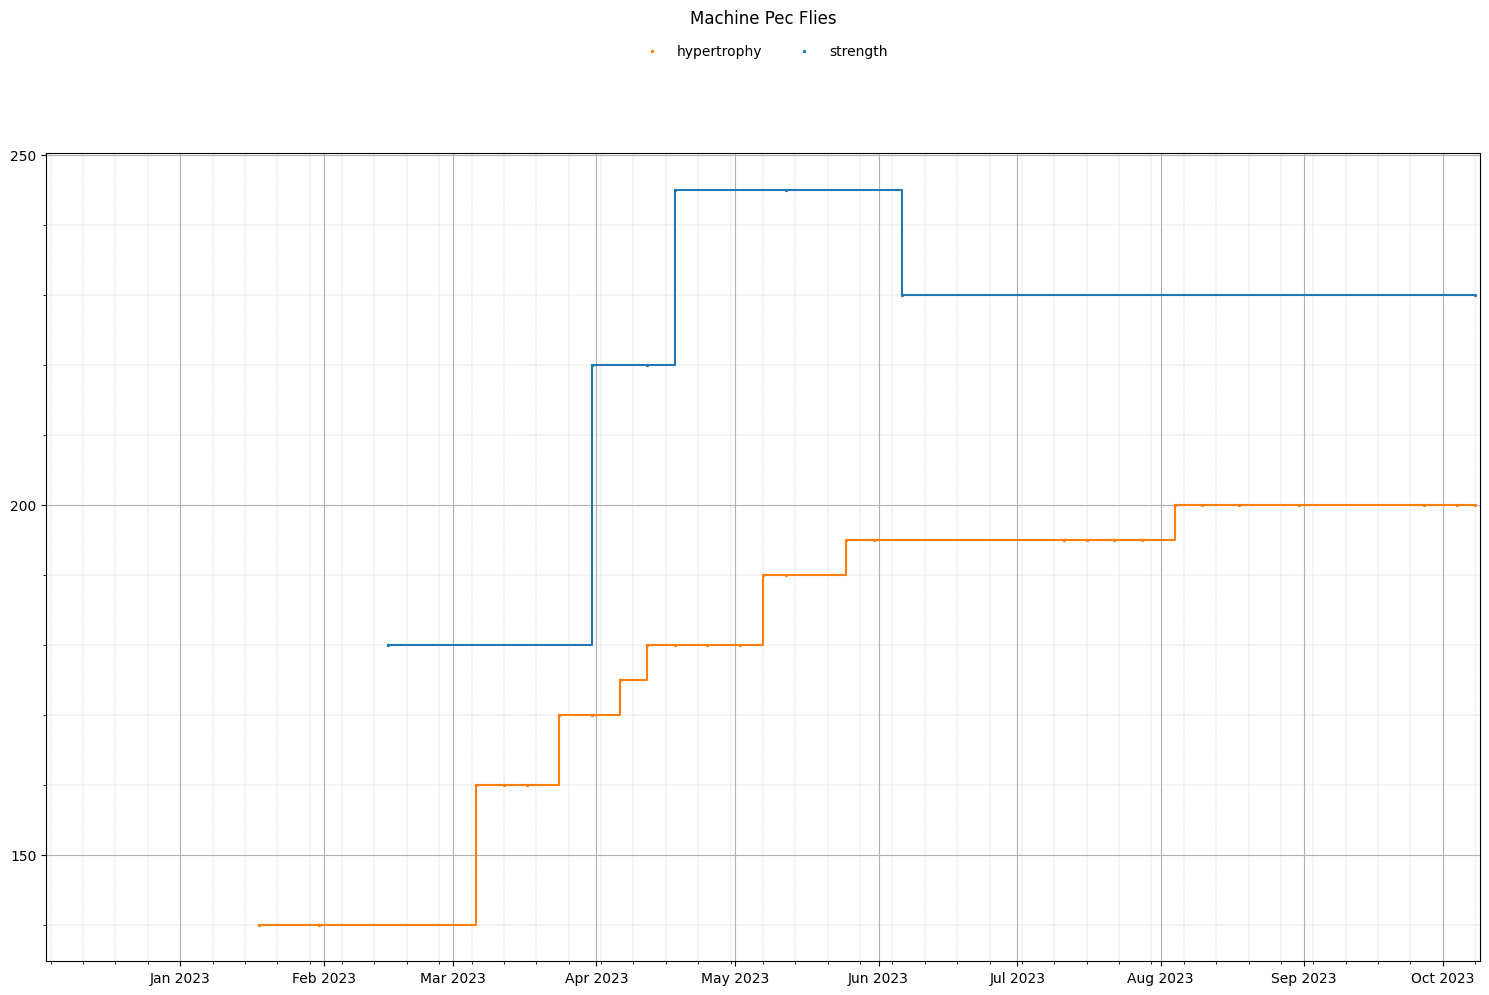 Machine Pec Flies
hypertrophy strength
250
200
150
Jan 2023 Feb 2023 Mar 2023 Apr 2023 May 2023 Jun 2023 Jul 2023 Aug 2023 Sep 2023 Oct 2023